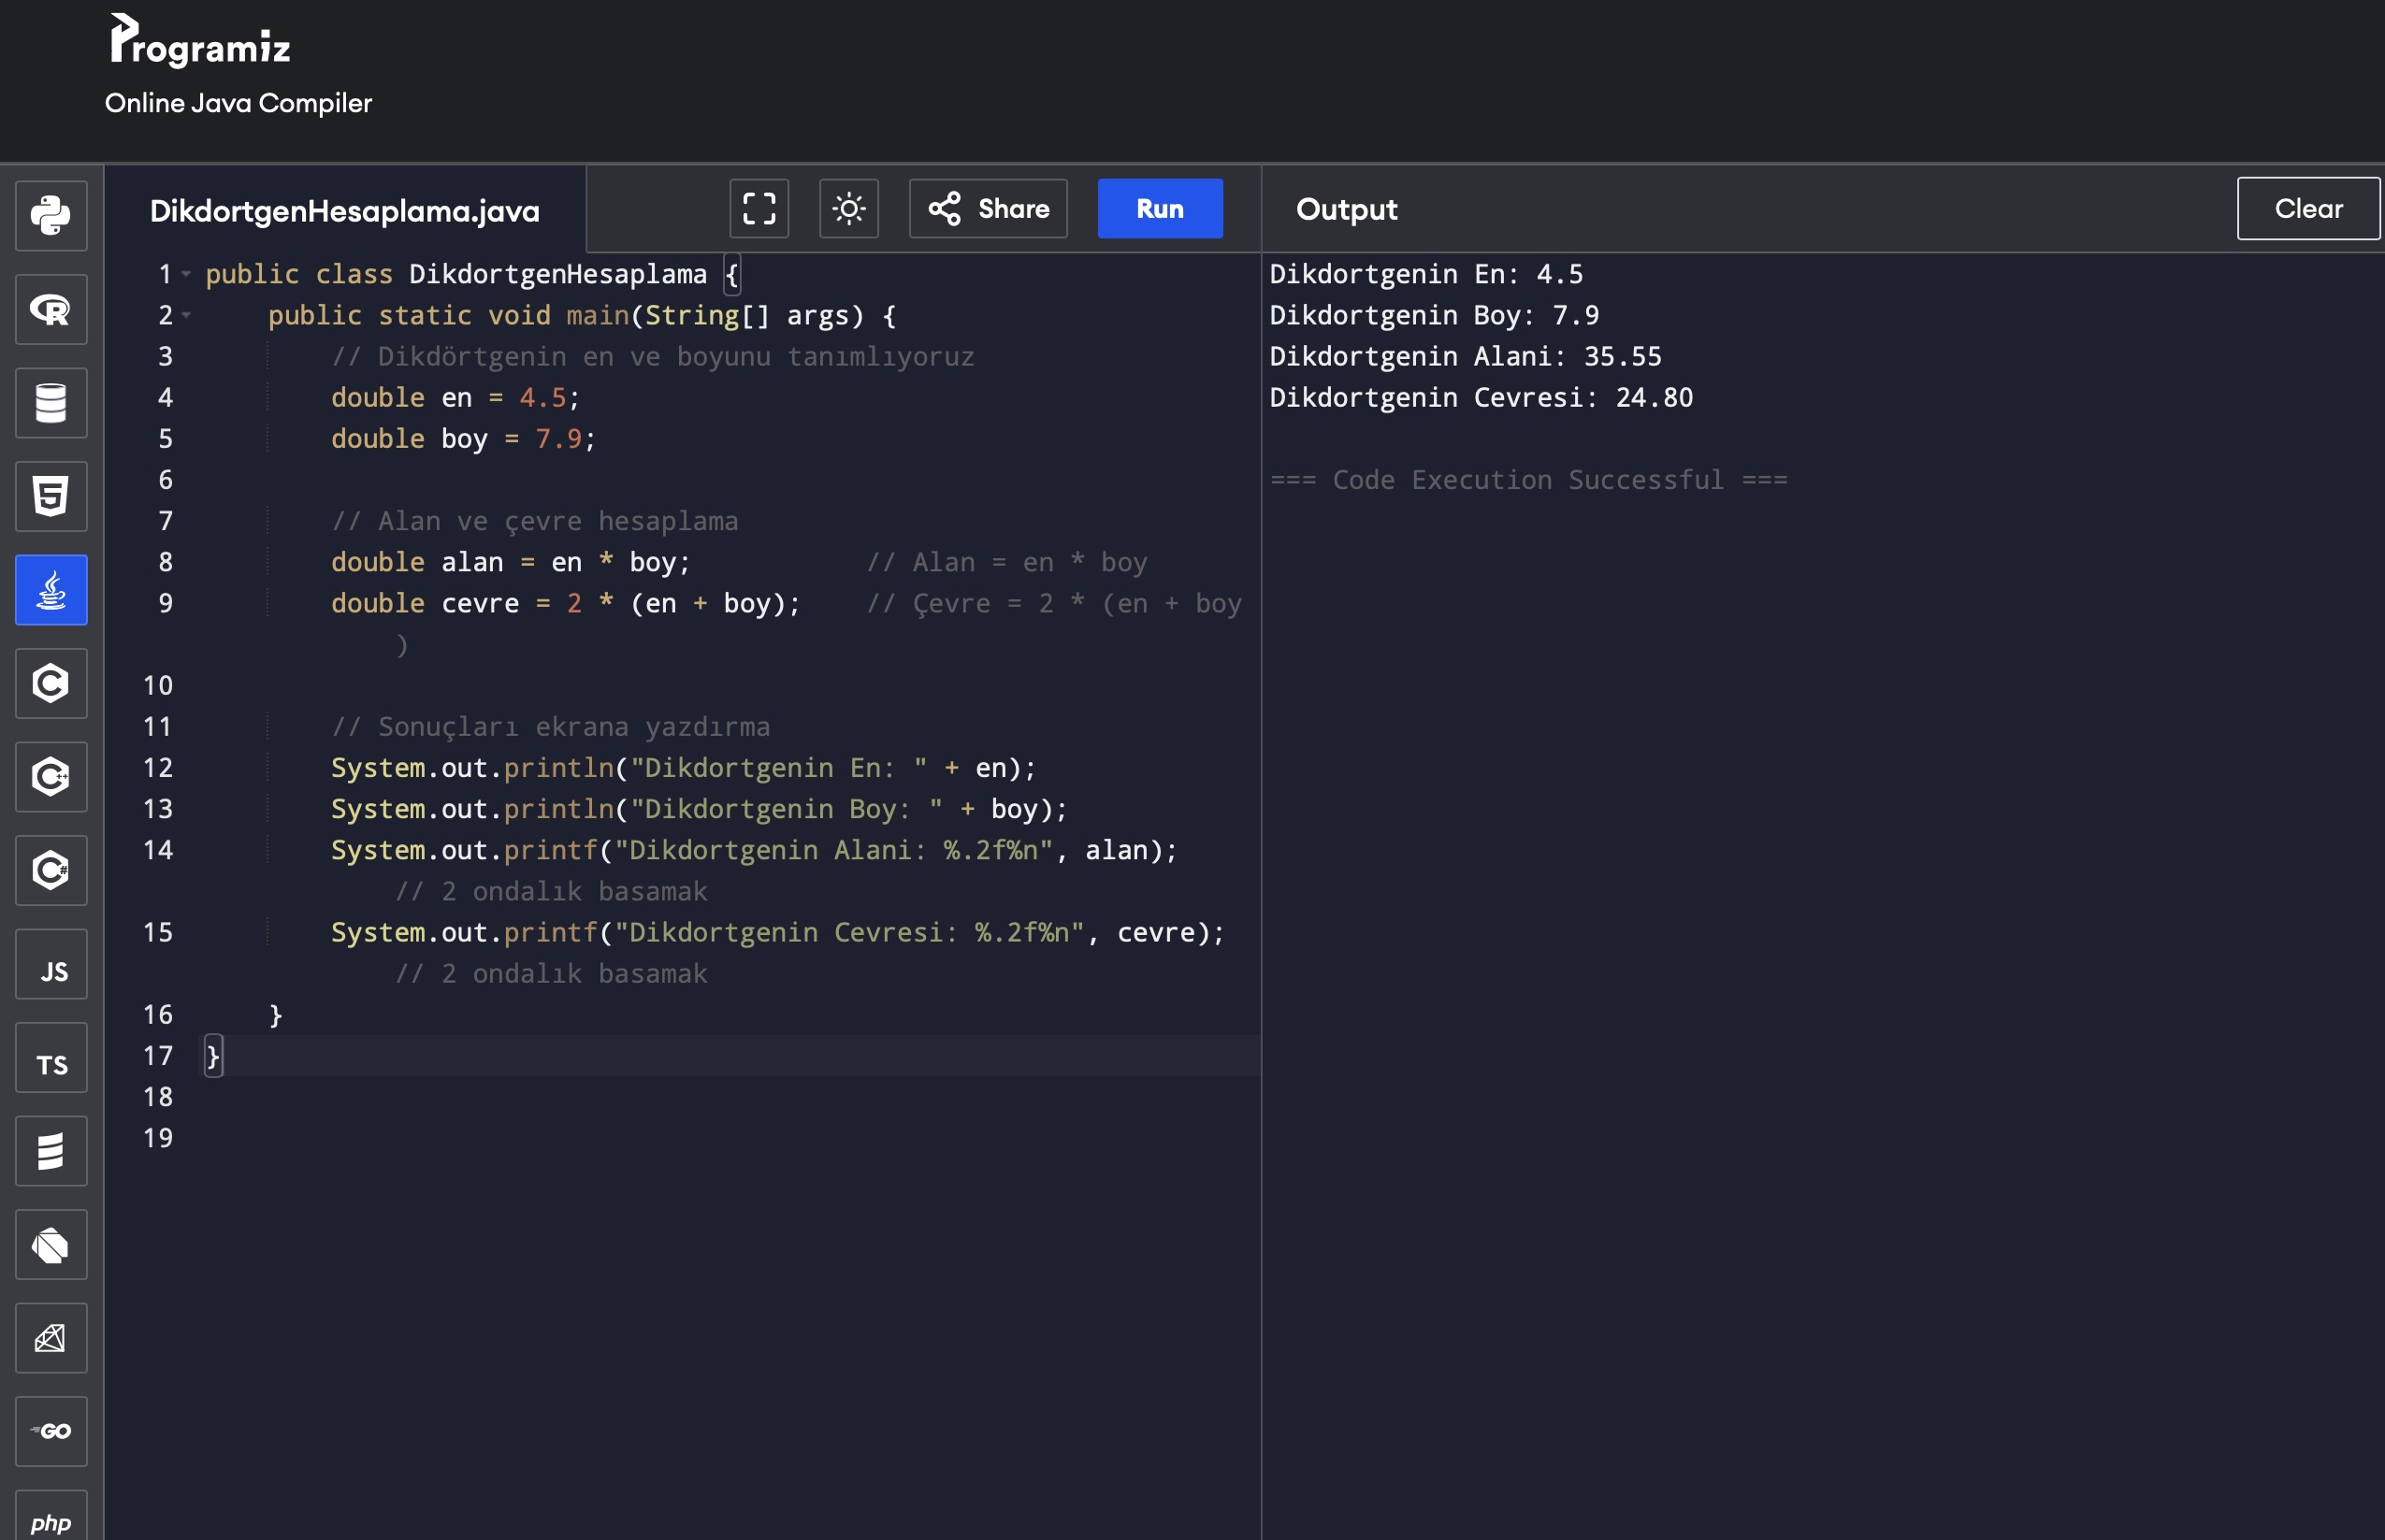 Programiz
Online Java Compiler
DikdortgenHesaplama.java
Share
Run
Output
Clear
1 public class DikdortgenHesaplama {
2     public static void main(String[] args) {
3         // Dikdörtgenin en ve boyunu tanımlıyoruz
4         double en = 4.5;
5         double boy = 7.9;
6
7         // Alan ve çevre hesaplama
8         double alan = en * boy;           // Alan = en * boy
9         double cevre = 2 * (en + boy);    // Çevre = 2 * (en + boy
            )
10
11         // Sonuçları ekrana yazdırma
12         System.out.println("Dikdortgenin En: " + en);
13         System.out.println("Dikdortgenin Boy: " + boy);
14         System.out.printf("Dikdortgenin Alani: %.2f%n", alan);
            // 2 ondalık basamak
15         System.out.printf("Dikdortgenin Cevresi: %.2f%n", cevre);
            // 2 ondalık basamak
16     }
17 }
18
19
Dikdortgenin En: 4.5
Dikdortgenin Boy: 7.9
Dikdortgenin Alani: 35.55
Dikdortgenin Cevresi: 24.80
=== Code Execution Successful ===
R
5
C
C++
C#
JS
TS
GO
php